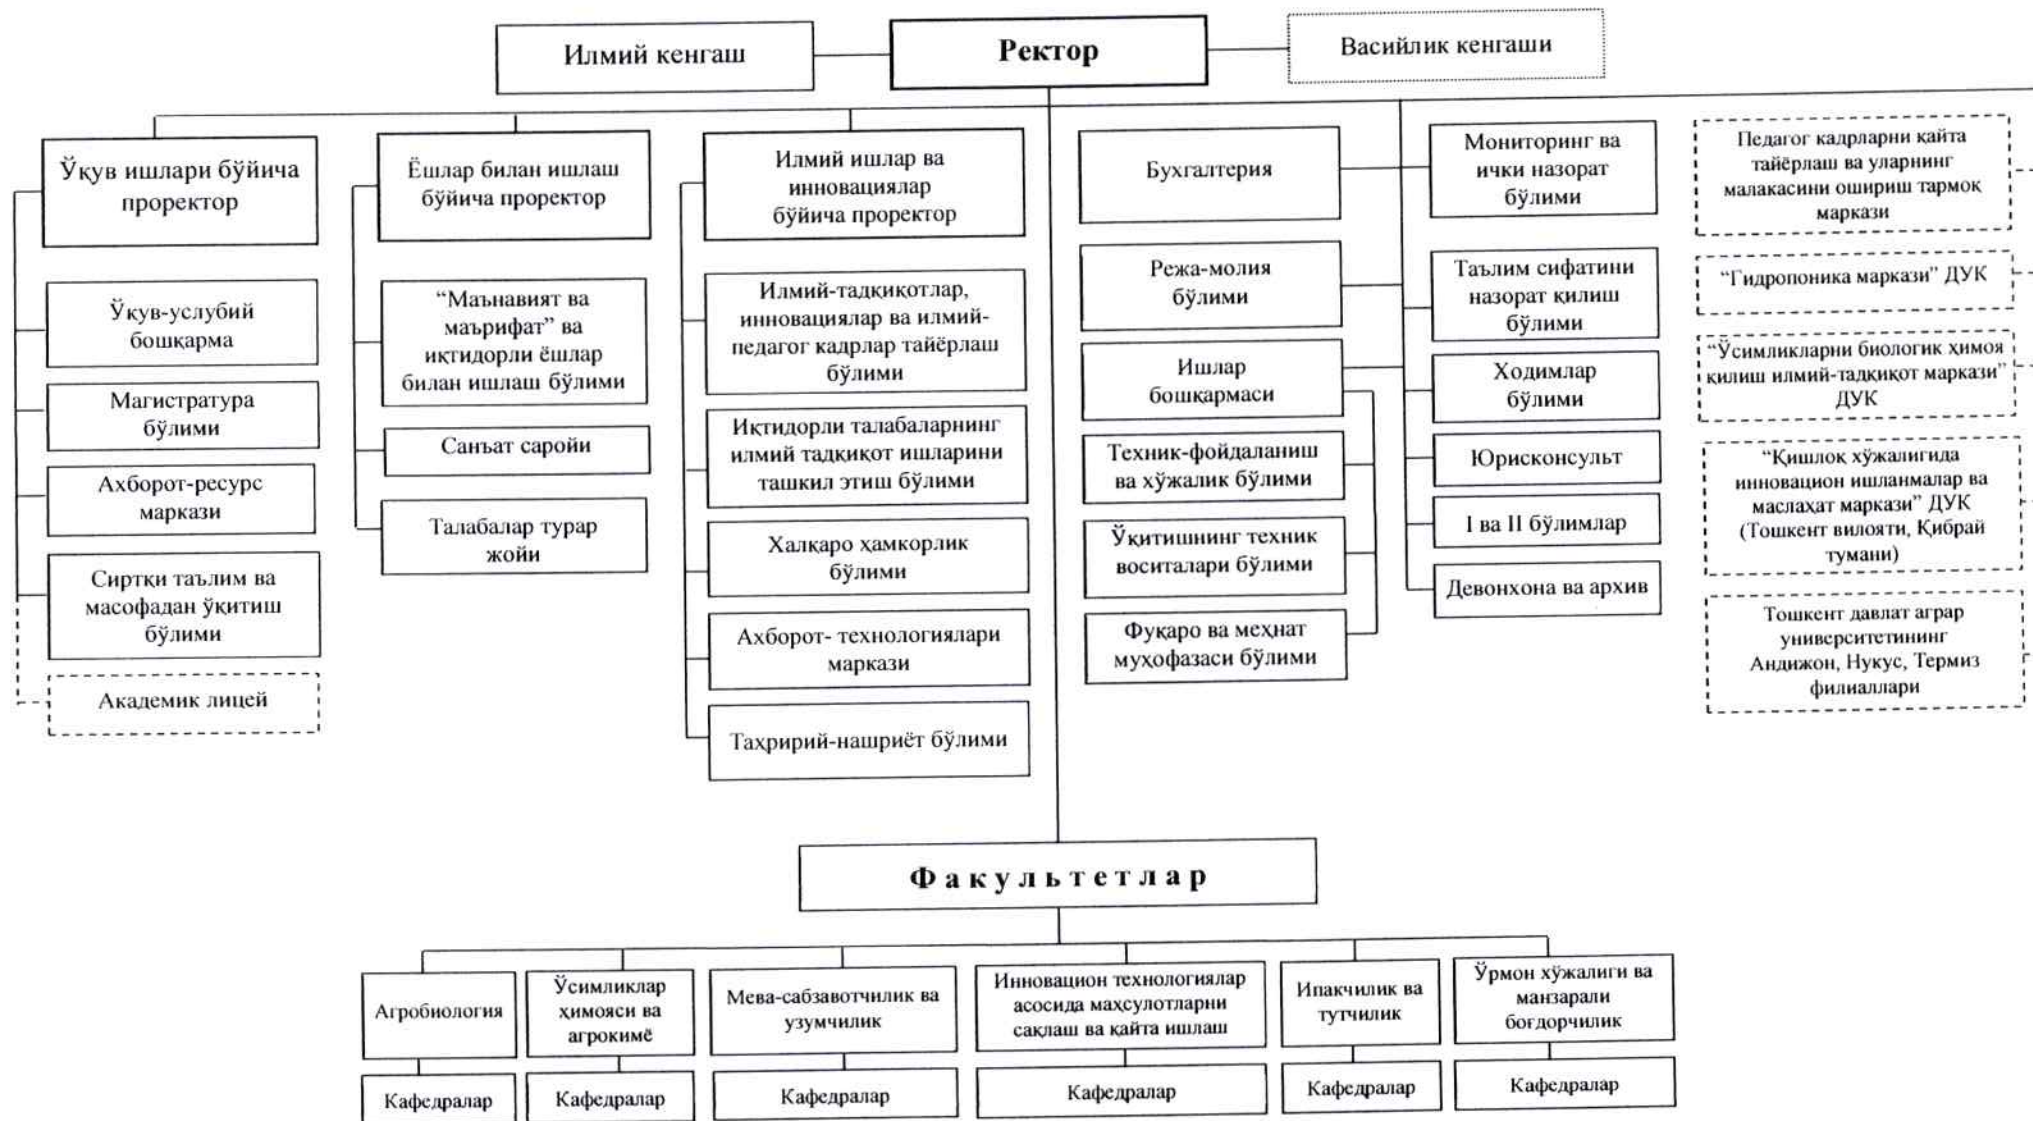 Илмий кенгаш
Ректор
Васийлик кенгаши
Ўқув ишлари бўйича
проректор
Ўқув-услубий
бошқарма
Магистратура
бўлими
Ахборот-ресурс
маркази
Сиртқи таълим ва
масофадан ўқитиш
бўлими
Академик лицей
Ёшлар билан ишлаш
бўйича проректор
“Маънавият ва
маърифат” ва
иқтидорли ёшлар
билан ишлаш бўлими
Санъат саройи
Талабалар турар
жойи
Илмий ишлар ва
инновациялар
бўйича проректор
Илмий-тадқиқотлар,
инновациялар ва илмий-
педагог кадрлар тайёрлаш
бўлими
Иқтидорли талабаларнинг
илмий тадқиқот ишларини
ташкил этиш бўлими
Халқаро ҳамкорлик
бўлими
Ахборот- технологиялари
маркази
Таҳририй-нашриёт бўлими
Бухгалтерия
Режа-молия
бўлими
Ишлар
бошқармаси
Техник-фойдаланиш
ва хўжалик бўлими
Ўқитишнинг техник
воситалари бўлими
Фуқаро ва меҳнат
муҳофазаси бўлими
Мониторинг ва
ички назорат
бўлими
Таълим сифатини
назорат қилиш
бўлими
Ходимлар
бўлими
Юрисконсульт
I ва II бўлимлар
Девонхона ва архив
Педагог кадрларни қайта
тайёрлаш ва уларнинг
малакасини ошириш тармоқ
маркази
“Гидропоника маркази” ДУК
“Ўсимликларни биологик ҳимоя
қилиш илмий-тадқиқот маркази”
ДУК
“Қишлоқ хўжалигида
инновацион ишланмалар ва
маслаҳат маркази” ДУК
(Тошкент вилояти, Қибрай
тумани)
Тошкент давлат аграр
университетининг
Андижон, Нукус, Термиз
филиаллари
Факультетлар
Агробиология
Ўсимликлар
ҳимояси ва
агрокимё
Мева-сабзавотчилик ва
узумчилик
Инновацион технологиялар
асосида маҳсулотларни
сақлаш ва қайта ишлаш
Ипакчилик ва
тутчилик
Ўрмон хўжалиги ва
манзарали
боғдорчилик
Кафедралар
Кафедралар
Кафедралар
Кафедралар
Кафедралар
Кафедралар